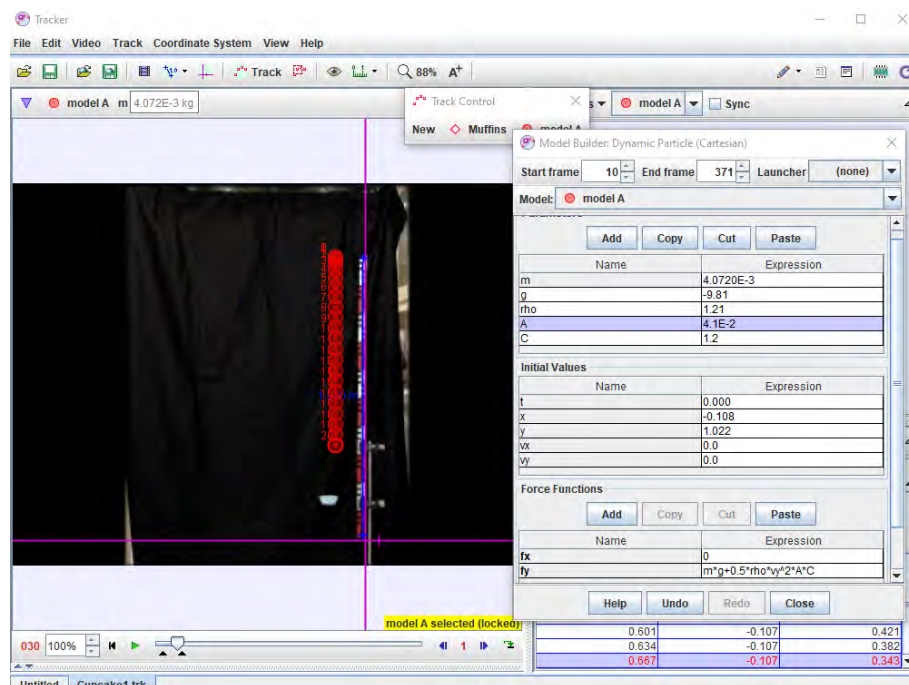 Tracker
File Edit Video Track Coordinate System View Help
Track 88% A+
model A m 4.072E-3 kg Track Control model A Sync
New Muffins model A
Model Builder: Dynamic Particle (Cartesian)
Start frame 10 End frame 371 Launcher (none)
Model: model A
Parameters
Add Copy Cut Paste
Name Expression
m 4.0720E-3
g -9.81
rho 1.21
A 4.1E-2
C 1.2
Initial Values
Name Expression
t 0.000
x -0.108
y 1.022
vx 0.0
vy 0.0
Force Functions
Add Copy Cut Paste
Name Expression
fx 0
fy m*g+0.5*rho*vy^2*A*C
Help Undo Redo Close
model A selected (locked)
030 100% 1
0.601 -0.107 0.421
0.634 -0.107 0.382
0.667 -0.107 0.343
Untitled Cupcake1.trk